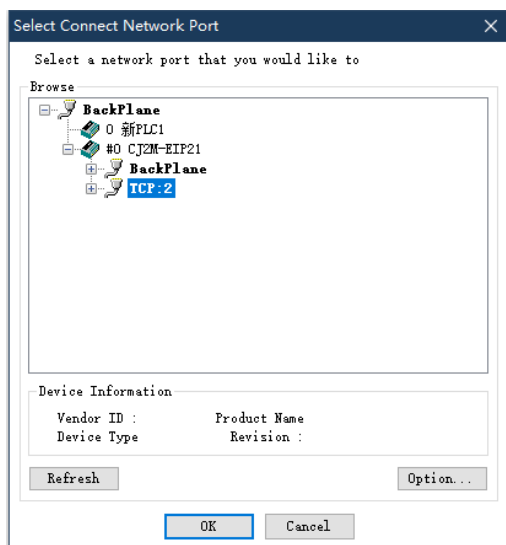 Select Connect Network Port
Select a network port that you would like to
Browse
BackPlane
0 新PLC1
#0 CJ2M-EIP21
BackPlane
TCP:2
Device Information
Vendor ID : Product Name
Device Type Revision :
Refresh Option...
OK Cancel